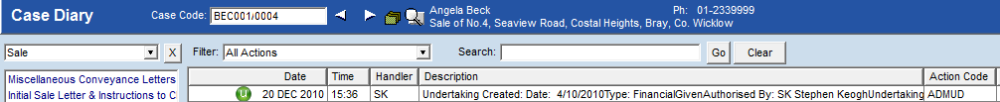 Case Diary
Case Code: BEC001/0004
Angela Beck Ph: 01-2339999
Sale of No.4, Seaview Road, Costal Heights, Bray, Co. Wicklow
Sale X Filter: All Actions Search: Go Clear
Miscellaneous Conveyance Letters
Initial Sale Letter & Instructions to C
Date Time Handler Description Action Code
U 20 DEC 2010 15:36 SK Undertaking Created: Date: 4/10/2010Type: FinancialGivenAuthorised By: SK Stephen KeoghUndertaking ADMUD